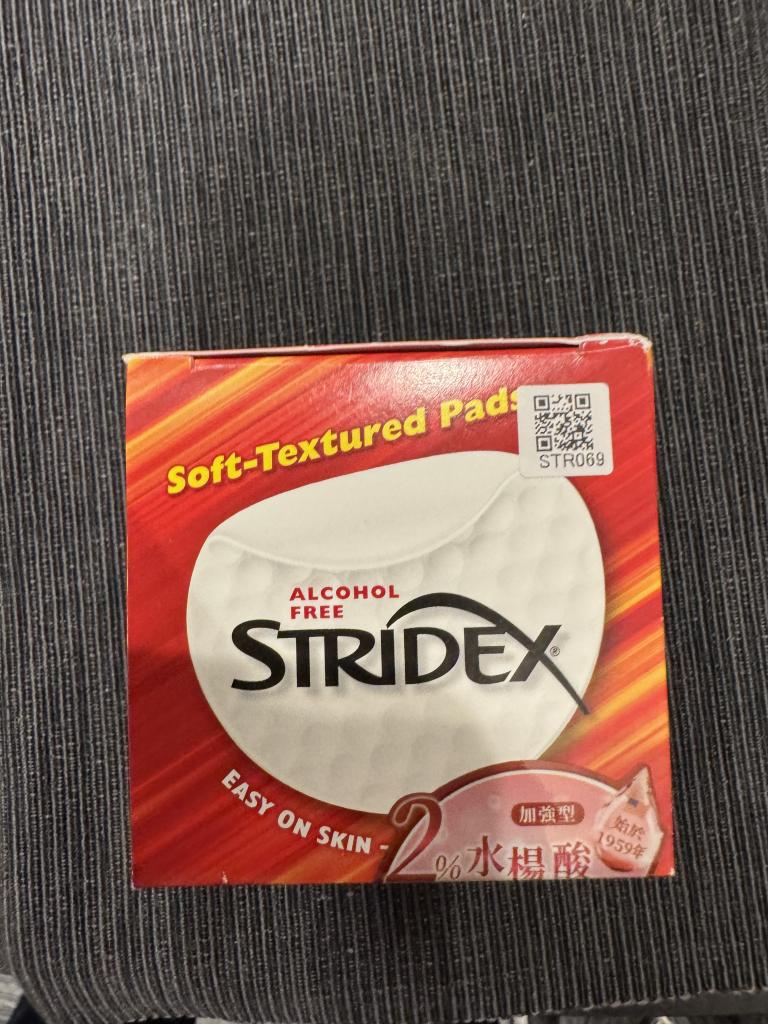 Soft-Textured Pads
STR069
ALCOHOL
FREE
STRIDEX®
EASY ON SKIN -
加強型
2% 水楊酸
始於
1959年